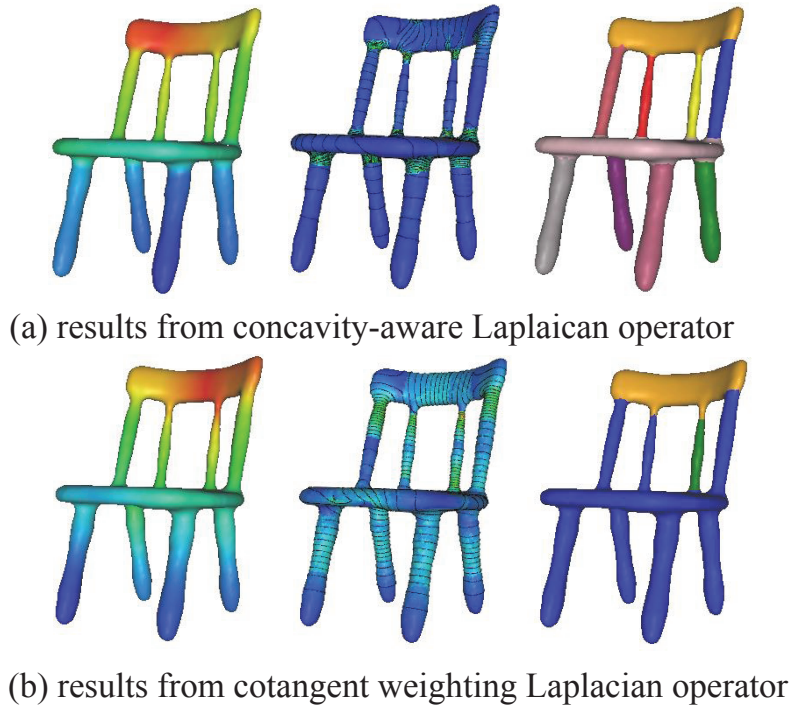 (a) results from concavity-aware Laplaican operator
(b) results from cotangent weighting Laplacian operator